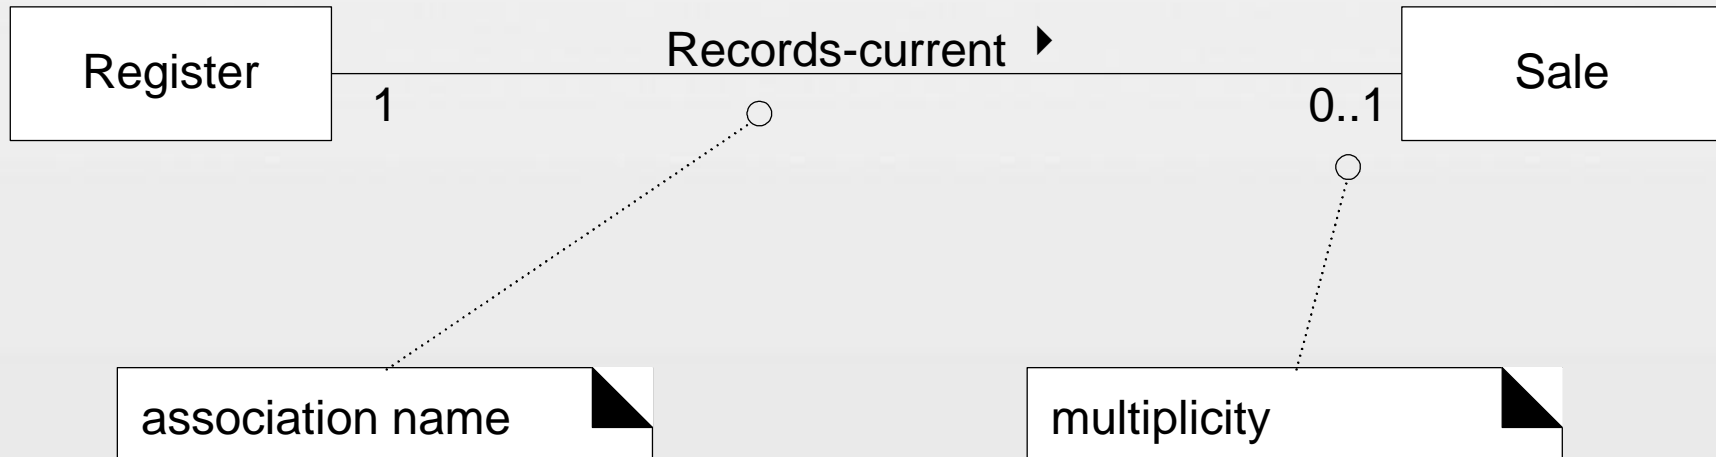 Records-current
Register
Sale
1
0..1
association name
multiplicity